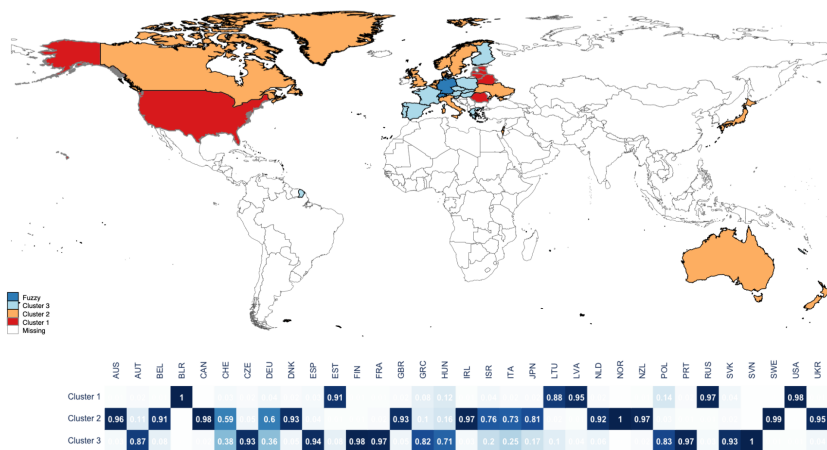 Fuzzy
Cluster 3
Cluster 2
Cluster 1
Missing
AUS AUT BEL BLR CAN CHE CZE DEU DNK ESP EST FIN FRA GBR GRC HUN IRL ISR ITA JPN LTU LVA NLD NOR NZL POL PRT RUS SVK SVN SWE USA UKR
Cluster 1 1 0.91 0.12 0.88 0.95 0.14 0.97 0.98
Cluster 2 0.96 0.91 0.98 0.59 0.6 0.93 0.93 0.1 0.16 0.97 0.76 0.73 0.81 0.92 1 0.97 0.99 0.95
Cluster 3 0.87 0.38 0.93 0.36 0.94 0.98 0.97 0.82 0.71 0.2 0.25 0.17 0.83 0.97 0.93 1